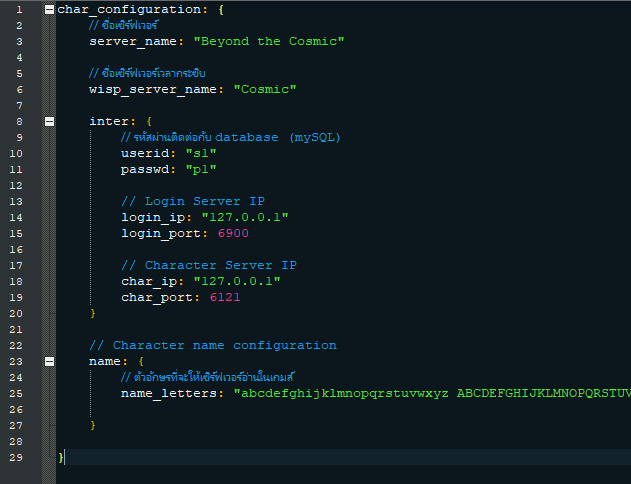 1 char_configuration: {
2 // ชื่อเซิร์ฟเวอร์
3 server_name: "Beyond the Cosmic"
4
5 // ชื่อเซิร์ฟเวอร์เวลากระซิบ
6 wisp_server_name: "Cosmic"
7
8 inter: {
9 // รหัสผ่านติดต่อกับ database (mySQL)
10 userid: "s1"
11 passwd: "p1"
12
13 // Login Server IP
14 login_ip: "127.0.0.1"
15 login_port: 6900
16
17 // Character Server IP
18 char_ip: "127.0.0.1"
19 char_port: 6121
20 }
21
22 // Character name configuration
23 name: {
24 // ตัวอักษรที่จะให้เซิร์ฟเวอร์อ่านในเกมส์
25 name_letters: "abcdefghijklmnopqrstuvwxyz ABCDEFGHIJKLMNOPQRSTUV
26
27 }
28
29 }